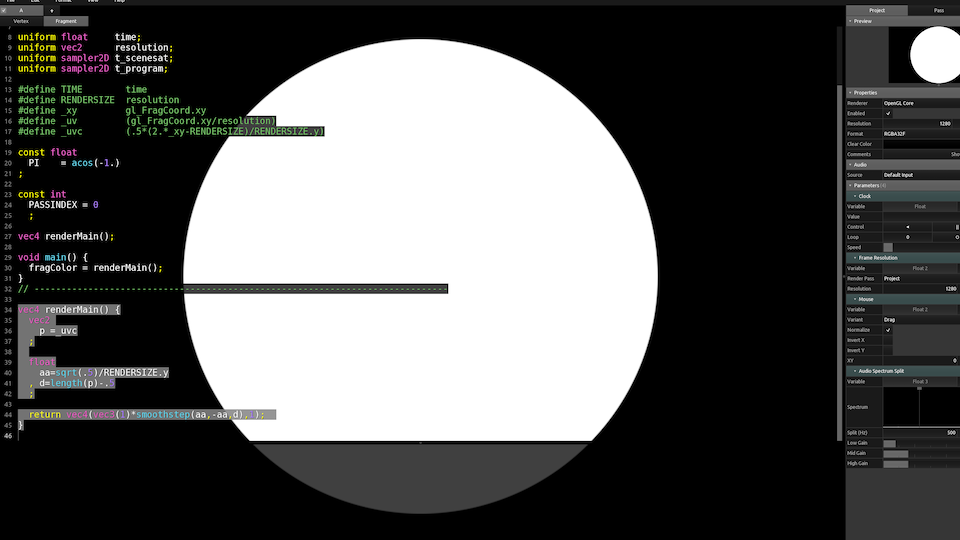 File Edit Format View Help
A +
Vertex Fragment
7
8 uniform float time;
9 uniform vec2 resolution;
10 uniform sampler2D t_scenesat;
11 uniform sampler2D t_program;
12
13 #define TIME time
14 #define RENDERSIZE resolution
15 #define _xy gl_FragCoord.xy
16 #define _uv (gl_FragCoord.xy/resolution)
17 #define _uvc (.5*(2.*_xy-RENDERSIZE)/RENDERSIZE.y)
18
19 const float
20 PI = acos(-1.)
21 ;
22
23 const int
24 PASSINDEX = 0
25 ;
26
27 vec4 renderMain();
28
29 void main() {
30 fragColor = renderMain();
31 }
32 // ------------------------------------------------------------------------------
33
34 vec4 renderMain() {
35 vec2
36 p =_uvc
37 ;
38
39 float
40 aa=sqrt(.5)/RENDERSIZE.y
41 , d=length(p)-.5
42 ;
43
44 return vec4(vec3(1)*smoothstep(aa,-aa,d),1);
45 }
46
Project Pass
Preview
Properties
Renderer OpenGL Core
Enabled
Resolution 1280
Format RGBA32F
Clear Color
Comments Sho
Audio
Source Default Input
Parameters (4)
Clock
Variable Float
Value
Control
Loop 0 0
Speed
Frame Resolution
Variable Float 2
Render Pass Project
Resolution 1280
Mouse
Variable Float 2
Variant Drag
Normalize
Invert X
Invert Y
XY 0
Audio Spectrum Split
Variable Float 3
Spectrum
Split (Hz) 500
Low Gain
Mid Gain
High Gain